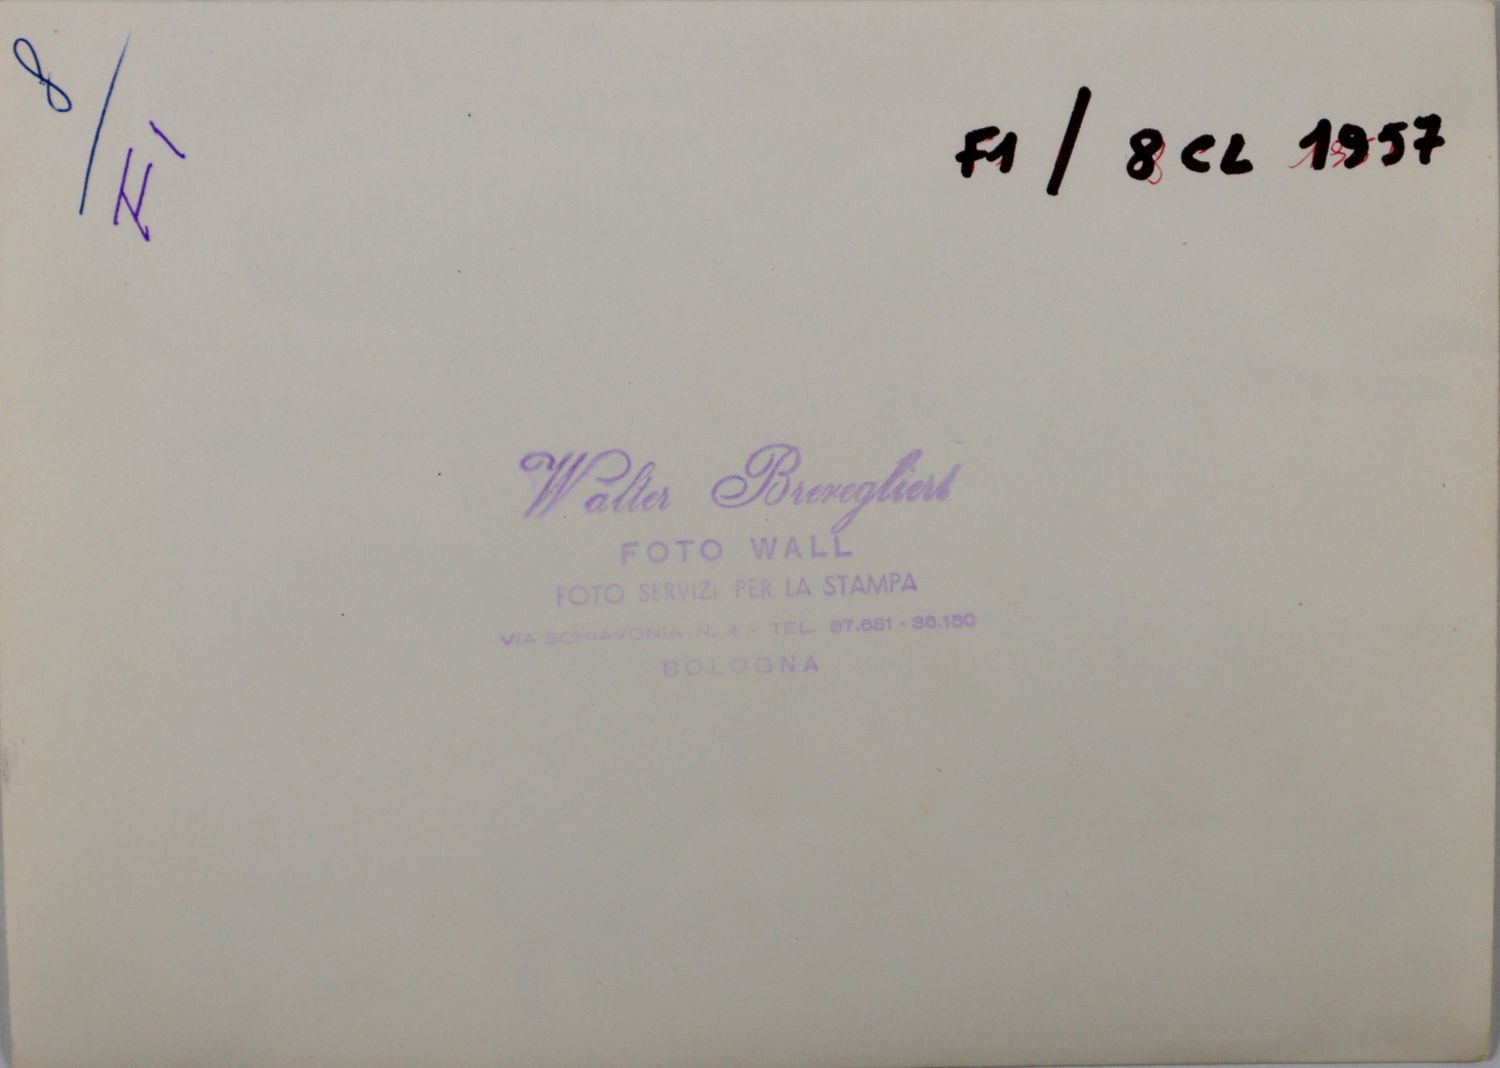 8/
F1 / 8 CL 1957
Walter Breveglieri
FOTO WALL
FOTO SERVIZI PER LA STAMPA
VIA SCHIAVONIA N. 4 - TEL. 37.661 - 36.150
BOLOGNA